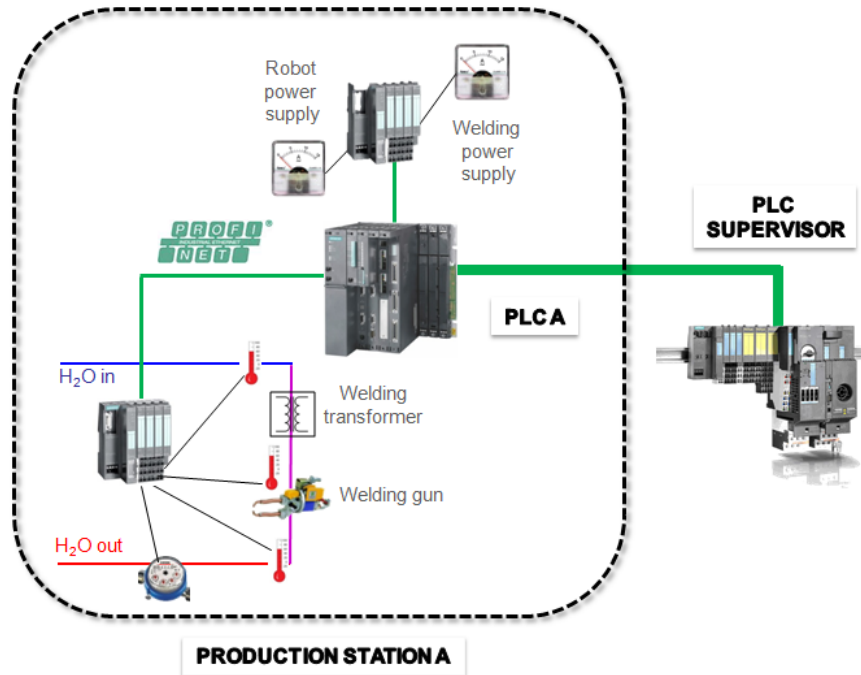 Robot
power
supply
Welding
power
supply
PROFI
INDUSTRIAL ETHERNET
NET
®
PLC
SUPERVISOR
PLC A
H₂O in
Welding
transformer
Welding gun
H₂O out
PRODUCTION STATION A